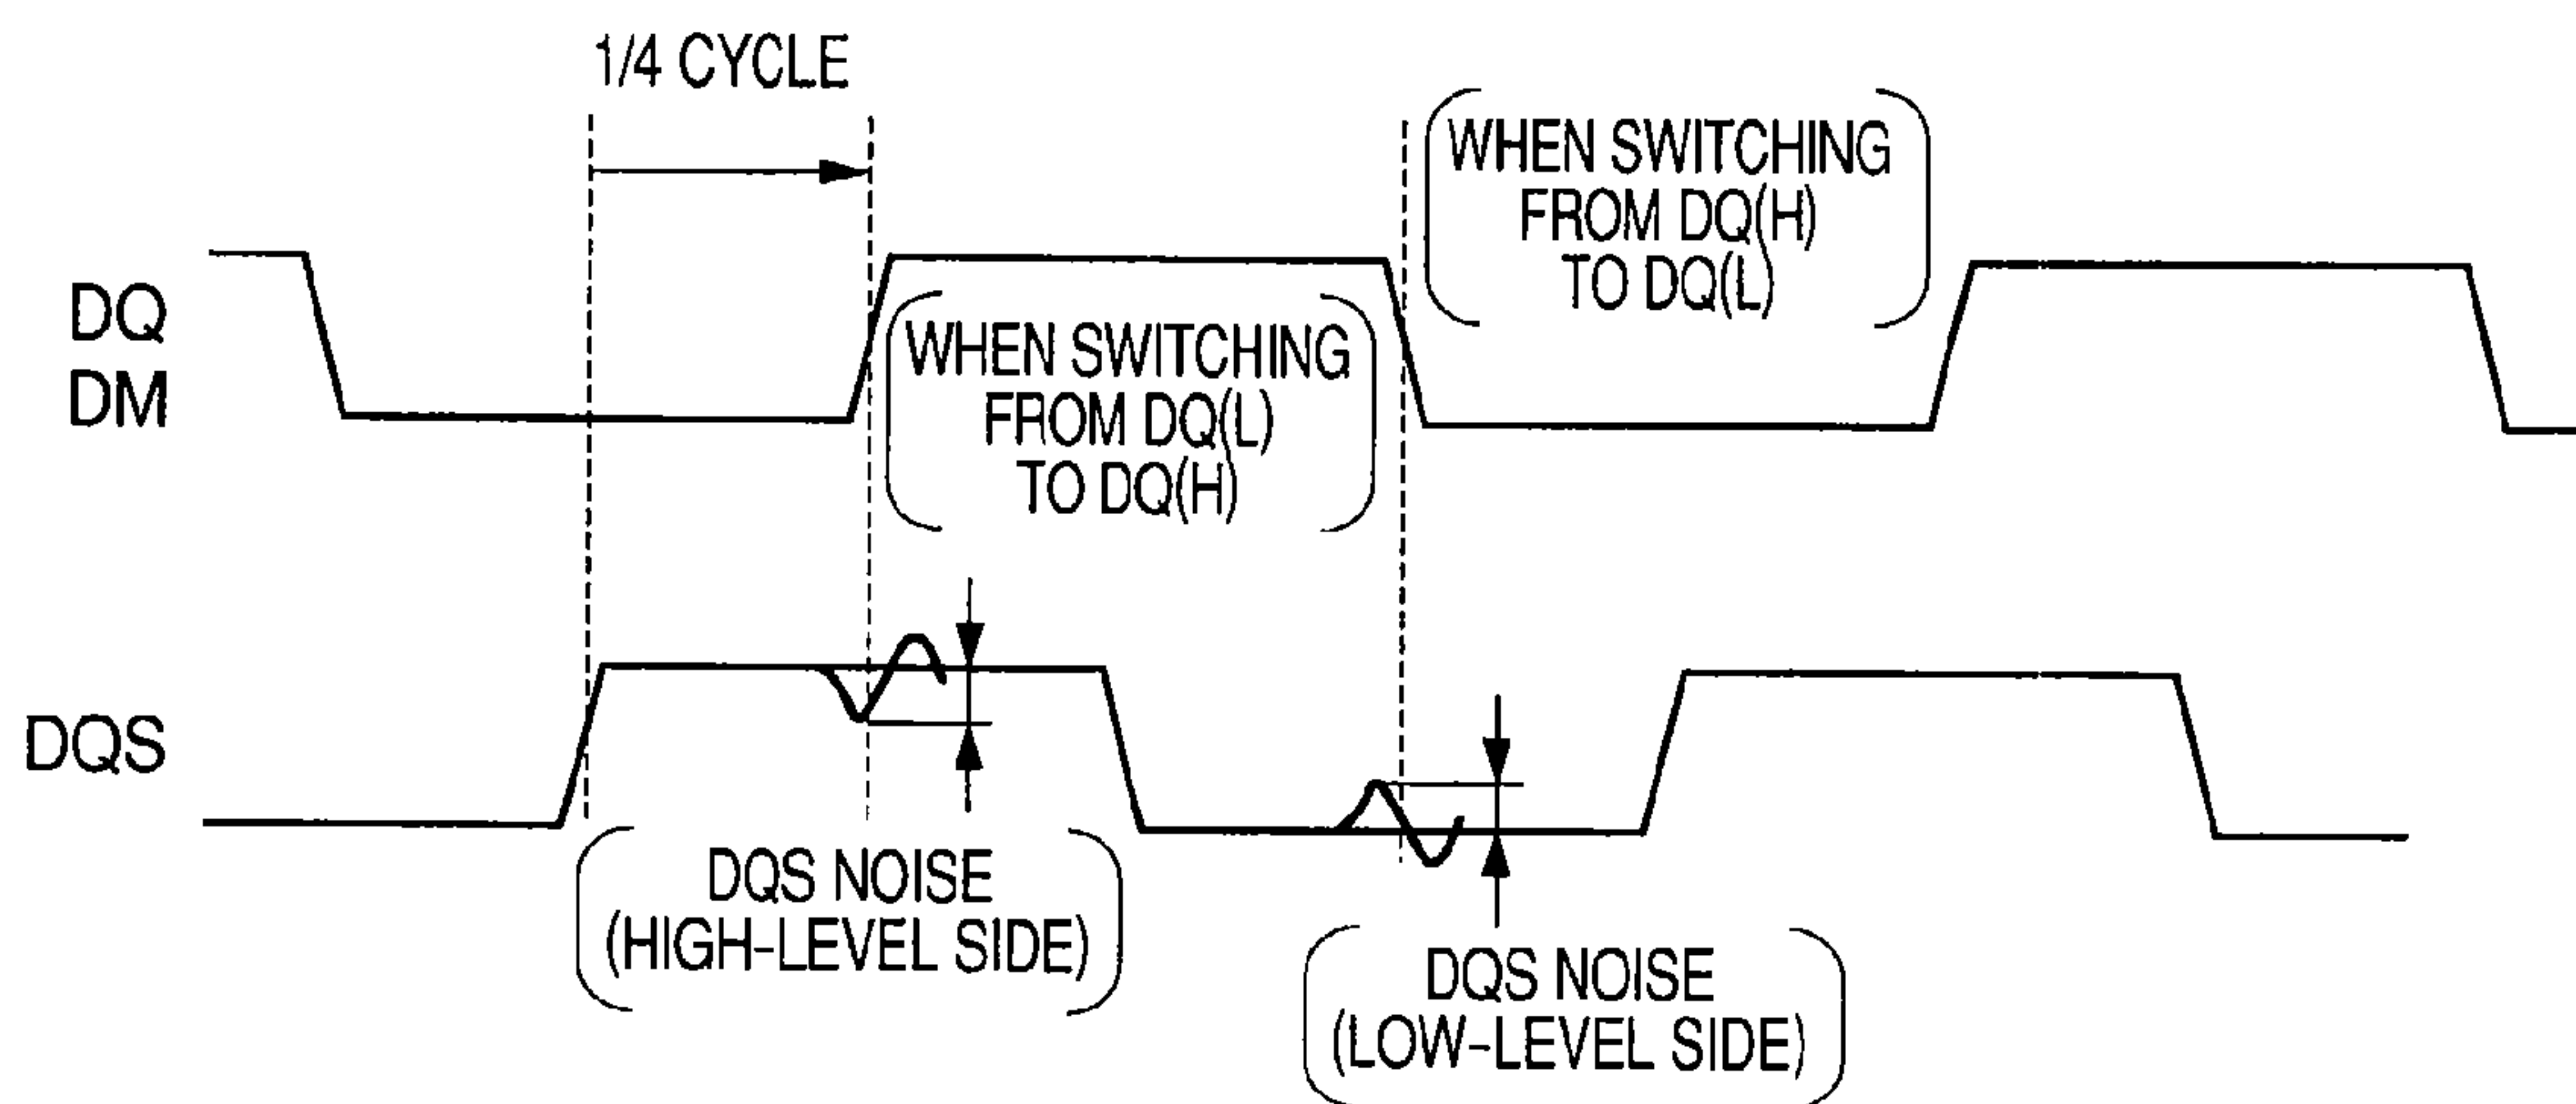 1/4 CYCLE
WHEN SWITCHING
FROM DQ(H)
TO DQ(L)
DQ
DM
WHEN SWITCHING
FROM DQ(L)
TO DQ(H)
DQS
DQS NOISE
(HIGH-LEVEL SIDE)
DQS NOISE
(LOW-LEVEL SIDE)